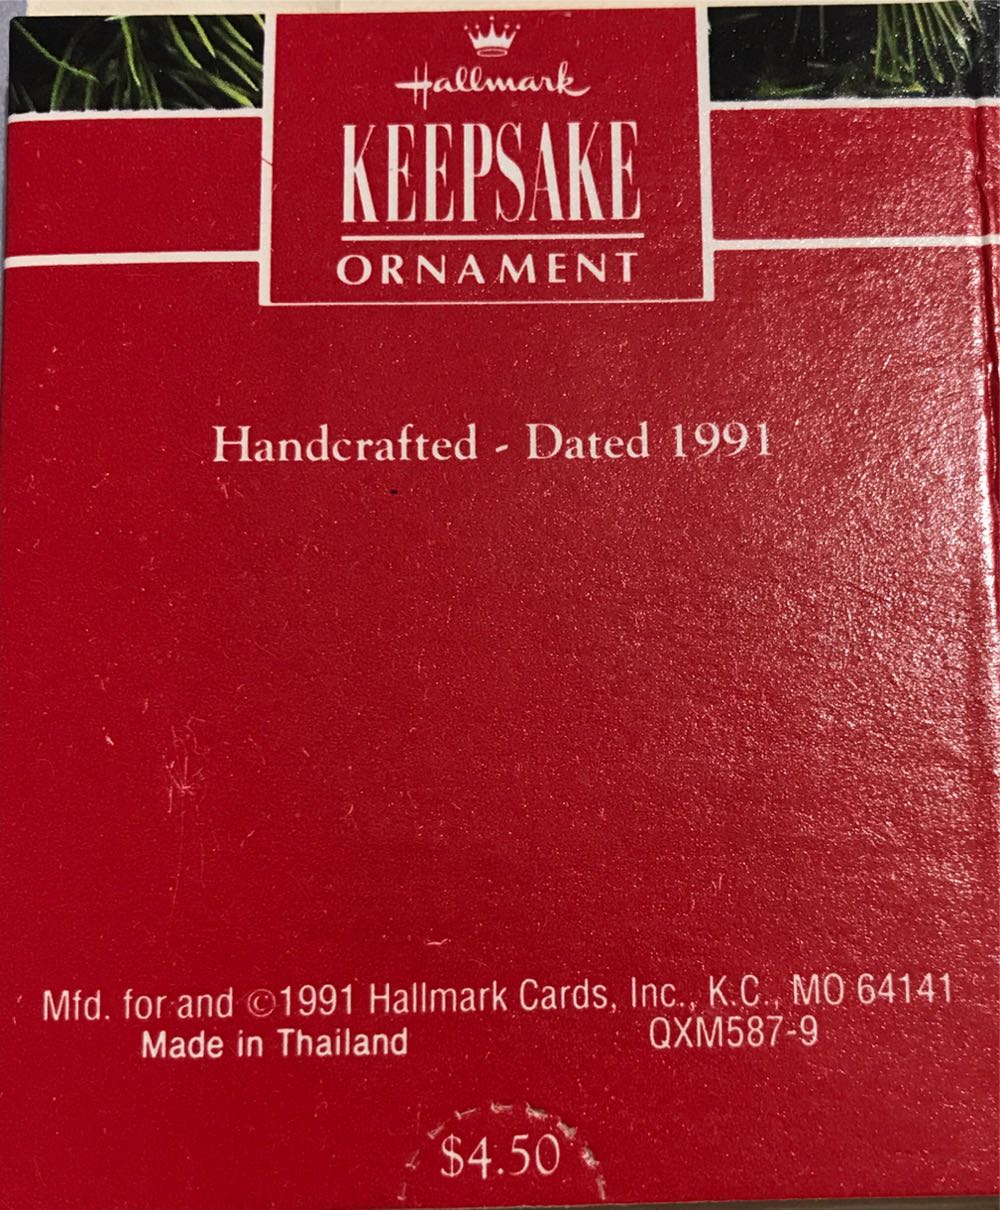 Hallmark
KEEPSAKE
ORNAMENT
Handcrafted - Dated 1991
Mfd. for and ©1991 Hallmark Cards, Inc., K.C., MO 64141
Made in Thailand QXM587-9
$4.50